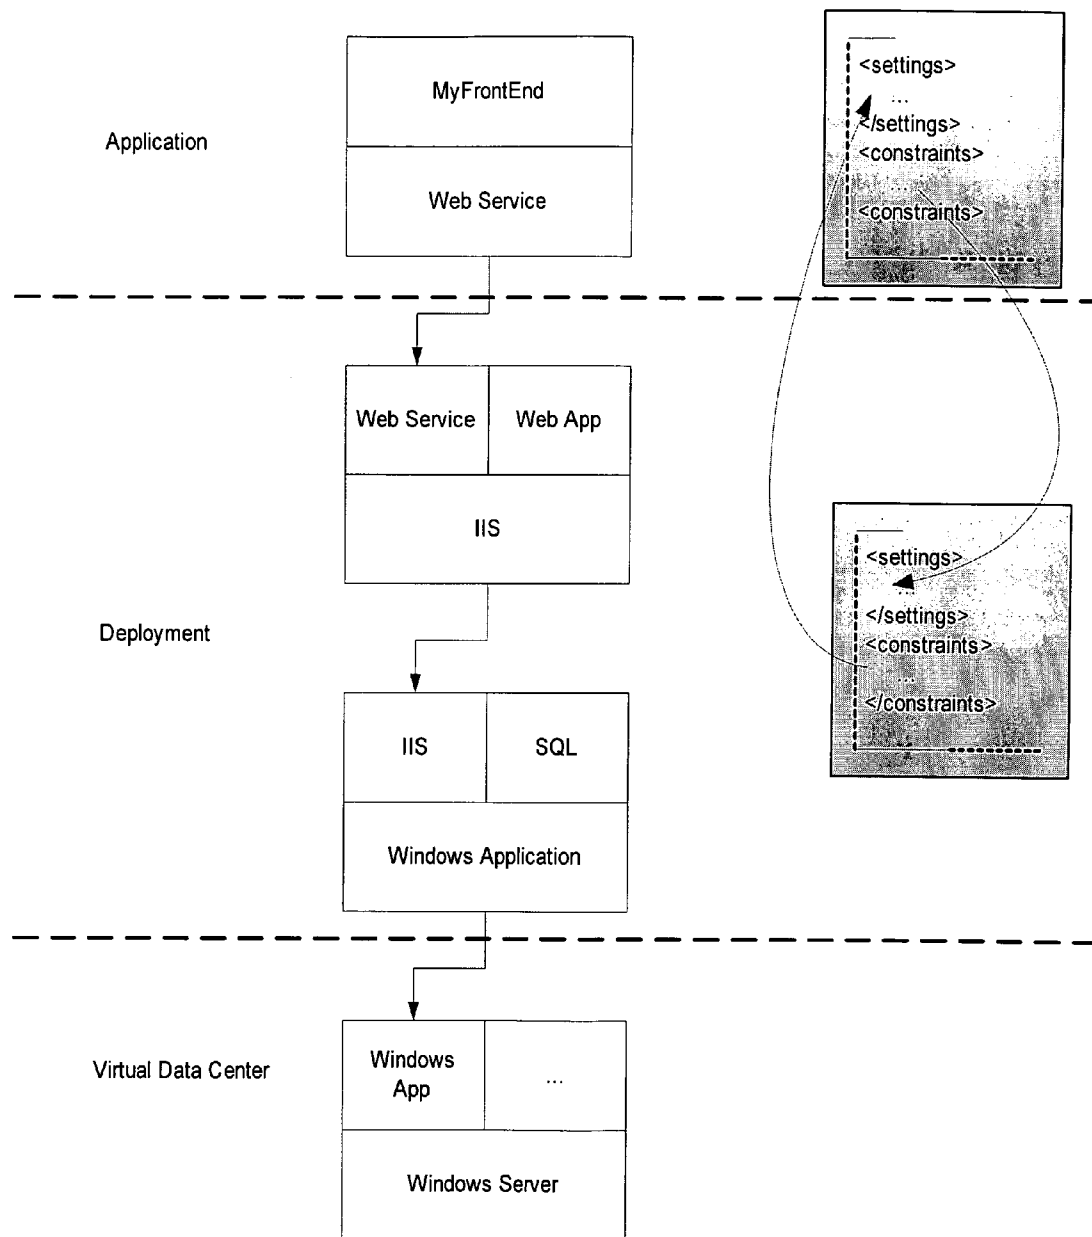 MyFrontEnd
Application
Web Service
<settings>
...
</settings>
<constraints>
...
<constraints>
Web Service
Web App
IIS
Deployment
IIS
SQL
Windows Application
<settings>
...
</settings>
<constraints>
...
</constraints>
Virtual Data Center
Windows
App
...
Windows Server